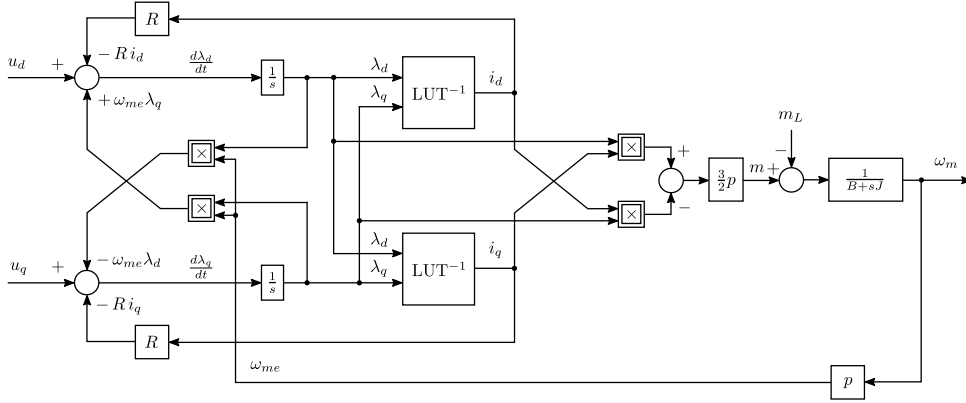 R
− R i_d
u_d
+
dλ_d/dt
1/s
λ_d
λ_q
LUT⁻¹
i_d
+ ω_me λ_q
×
×
×
×
+
−
3/2 p
m
+
m_L
−
1/(B+sJ)
ω_m
− ω_me λ_d
u_q
+
dλ_q/dt
1/s
λ_d
λ_q
LUT⁻¹
i_q
− R i_q
R
ω_me
p